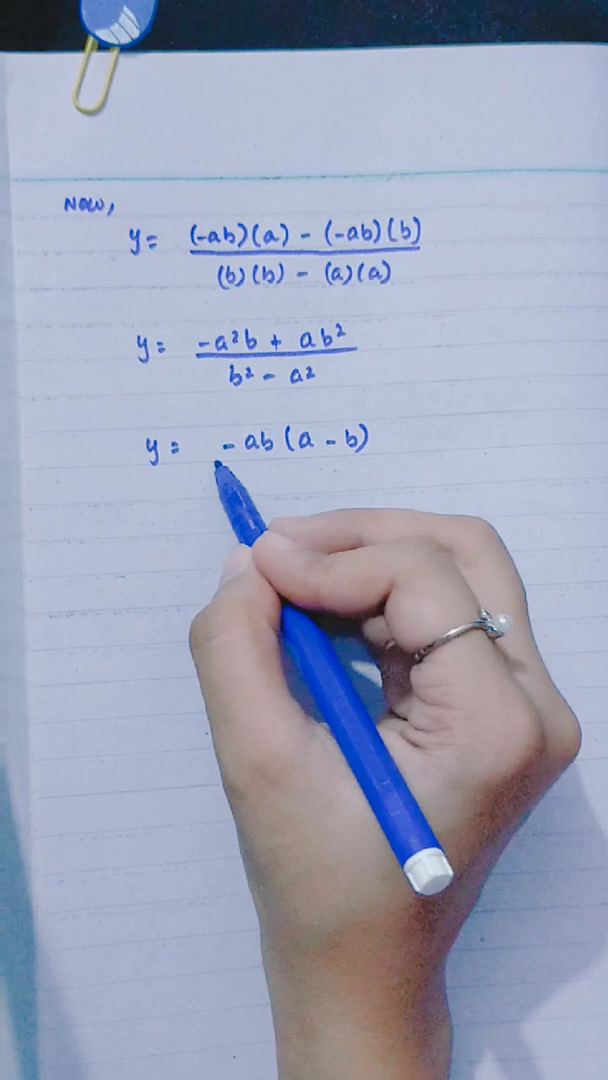 Now,
y = (-ab)(a) - (-ab)(b)
(b)(b) - (a)(a)
y = -a²b + ab²
b² - a²
y = -ab(a - b)